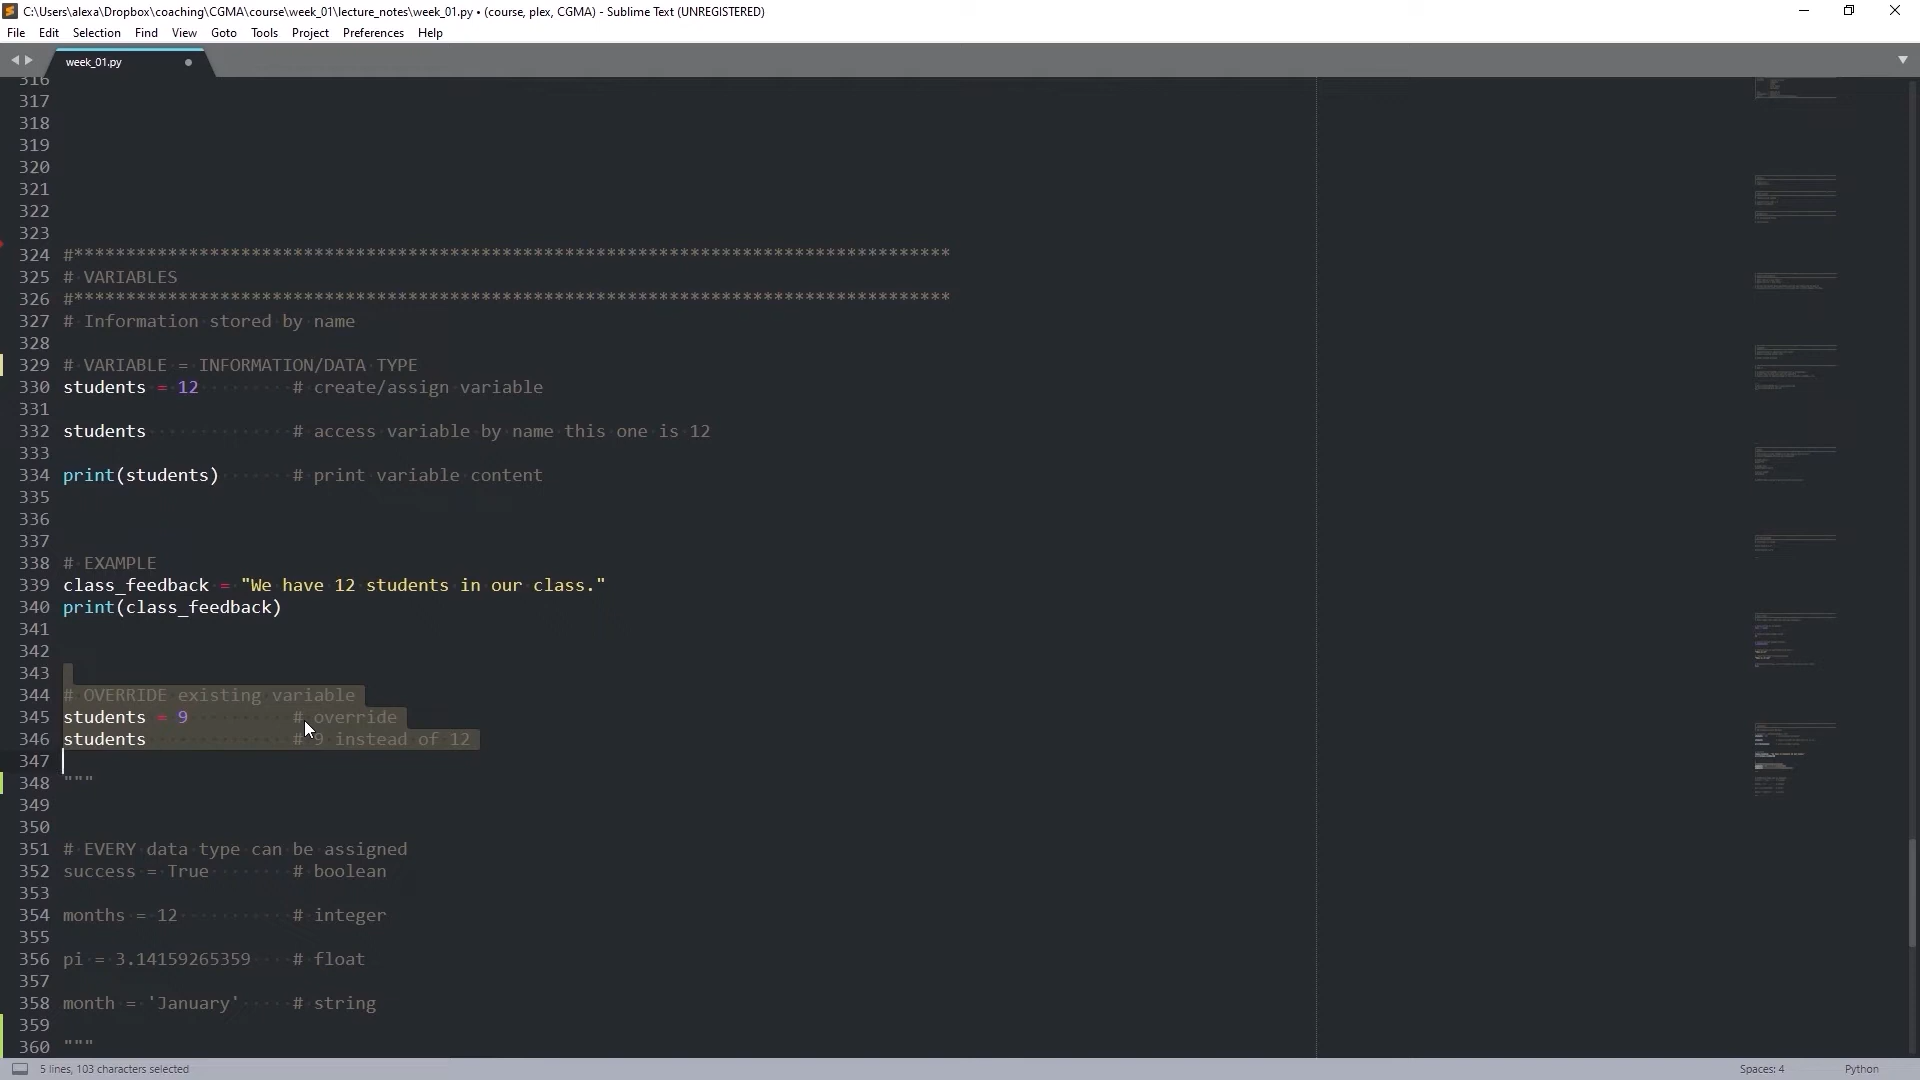 C:\Users\alexa\Dropbox\coaching\CGMA\course\week_01\lecture_notes\week_01.py • (course, plex, CGMA) - Sublime Text (UNREGISTERED)
File Edit Selection Find View Goto Tools Project Preferences Help
week_01.py
316
317
318
319
320
321
322
323
324 #************************************************************************************
325 # VARIABLES
326 #************************************************************************************
327 # Information stored by name
328
329 # VARIABLE = INFORMATION/DATA TYPE
330 students = 12 # create/assign variable
331
332 students # access variable by name this one is 12
333
334 print(students) # print variable content
335
336
337
338 # EXAMPLE
339 class_feedback = "We have 12 students in our class."
340 print(class_feedback)
341
342
343
344 # OVERRIDE existing variable
345 students = 9 # override
346 students # 9 instead of 12
347
348 """
349
350
351 # EVERY data type can be assigned
352 success = True # boolean
353
354 months = 12 # integer
355
356 pi = 3.14159265359 # float
357
358 month = 'January' # string
359
360 """
5 lines, 103 characters selected Spaces: 4 Python